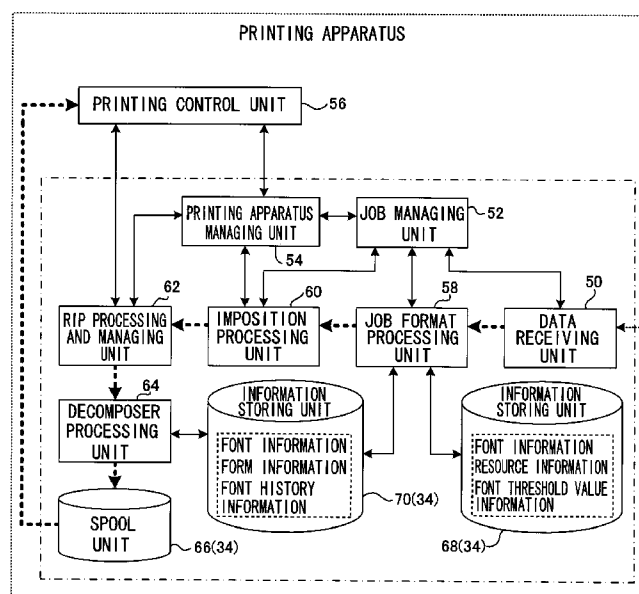 PRINTING APPARATUS
PRINTING CONTROL UNIT
56
PRINTING APPARATUS
MANAGING UNIT
54
JOB MANAGING
UNIT
52
62
RIP PROCESSING
AND MANAGING
UNIT
60
IMPOSITION
PROCESSING
UNIT
58
JOB FORMAT
PROCESSING
UNIT
50
DATA
RECEIVING
UNIT
64
DECOMPOSER
PROCESSING
UNIT
INFORMATION
STORING UNIT
FONT INFORMATION
FORM INFORMATION
FONT HISTORY
INFORMATION
70(34)
INFORMATION
STORING UNIT
FONT INFORMATION
RESOURCE INFORMATION
FONT THRESHOLD VALUE
INFORMATION
68(34)
SPOOL
UNIT
66(34)